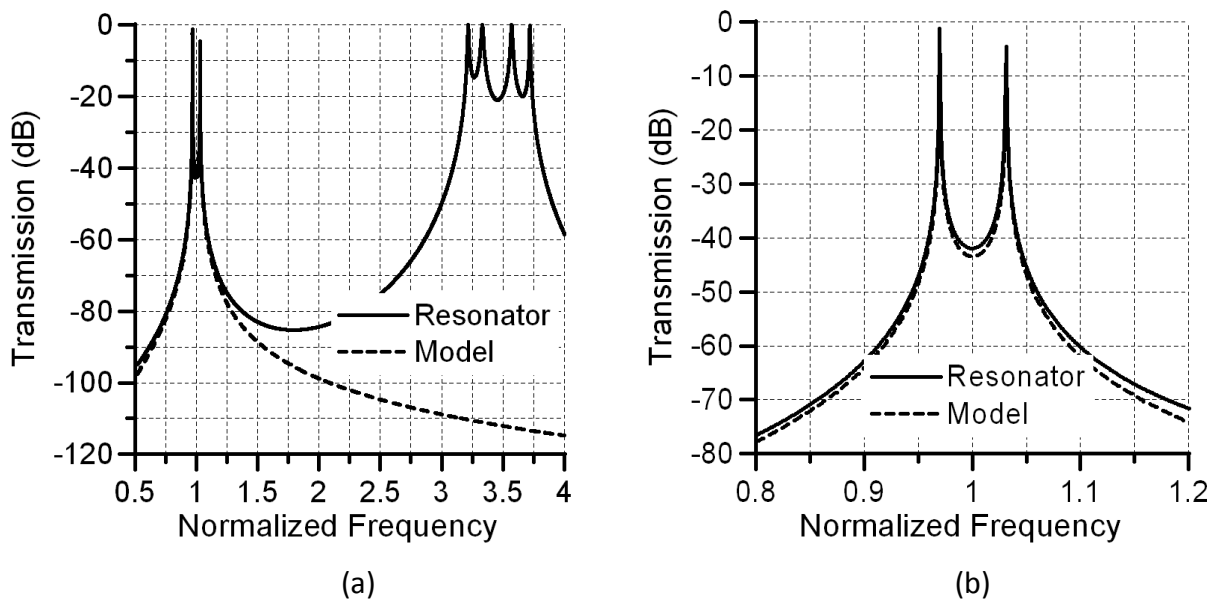 0
-20
-40
-60
-80
-100
-120
Transmission (dB)
Resonator
Model
0.5 1 1.5 2 2.5 3 3.5 4
Normalized Frequency
(a)
0
-10
-20
-30
-40
-50
-60
-70
-80
Transmission (dB)
Resonator
Model
0.8 0.9 1 1.1 1.2
Normalized Frequency
(b)